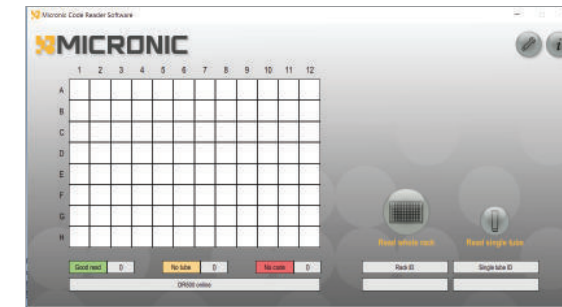 Micronic Code Reader Software
MICRONIC
1 2 3 4 5 6 7 8 9 10 11 12
A
B
C
D
E
F
G
H
Read whole rack
Read single tube
Good read 0
No tube 0
No code 0
Rack ID
Single tube ID
DR500 online